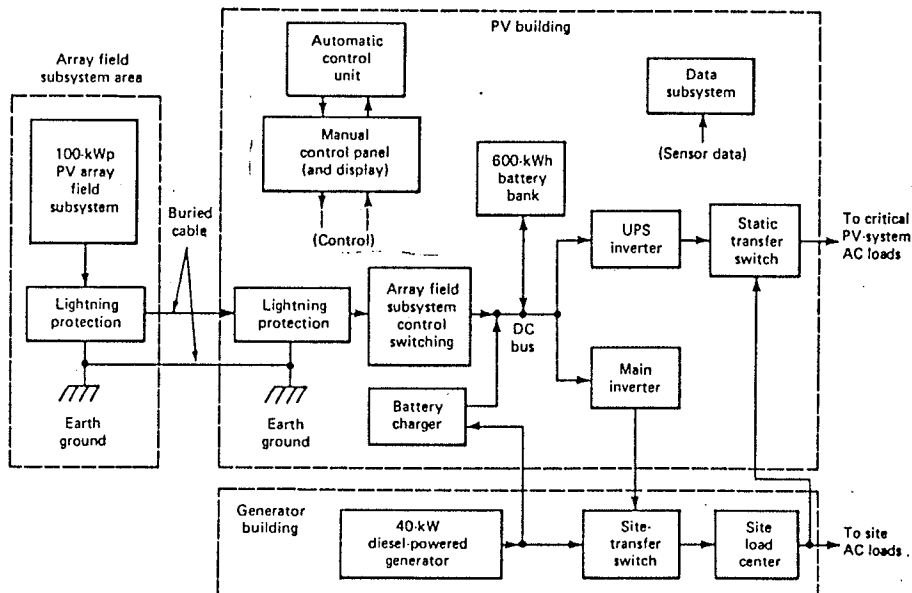 PV building
Array field
subsystem area
100-kWp
PV array
field
subsystem
Lightning
protection
Earth
ground
Buried
cable
Automatic
control
unit
Manual
control panel
(and display)
(Control)
Data
subsystem
(Sensor data)
600-kWh
battery
bank
Lightning
protection
Earth
ground
Array field
subsystem
control
switching
DC
bus
Battery
charger
UPS
inverter
Static
transfer
switch
To critical
PV-system
AC loads
Main
inverter
Generator
building
40-kW
diesel-powered
generator
Site-
transfer
switch
Site
load
center
To site
AC loads